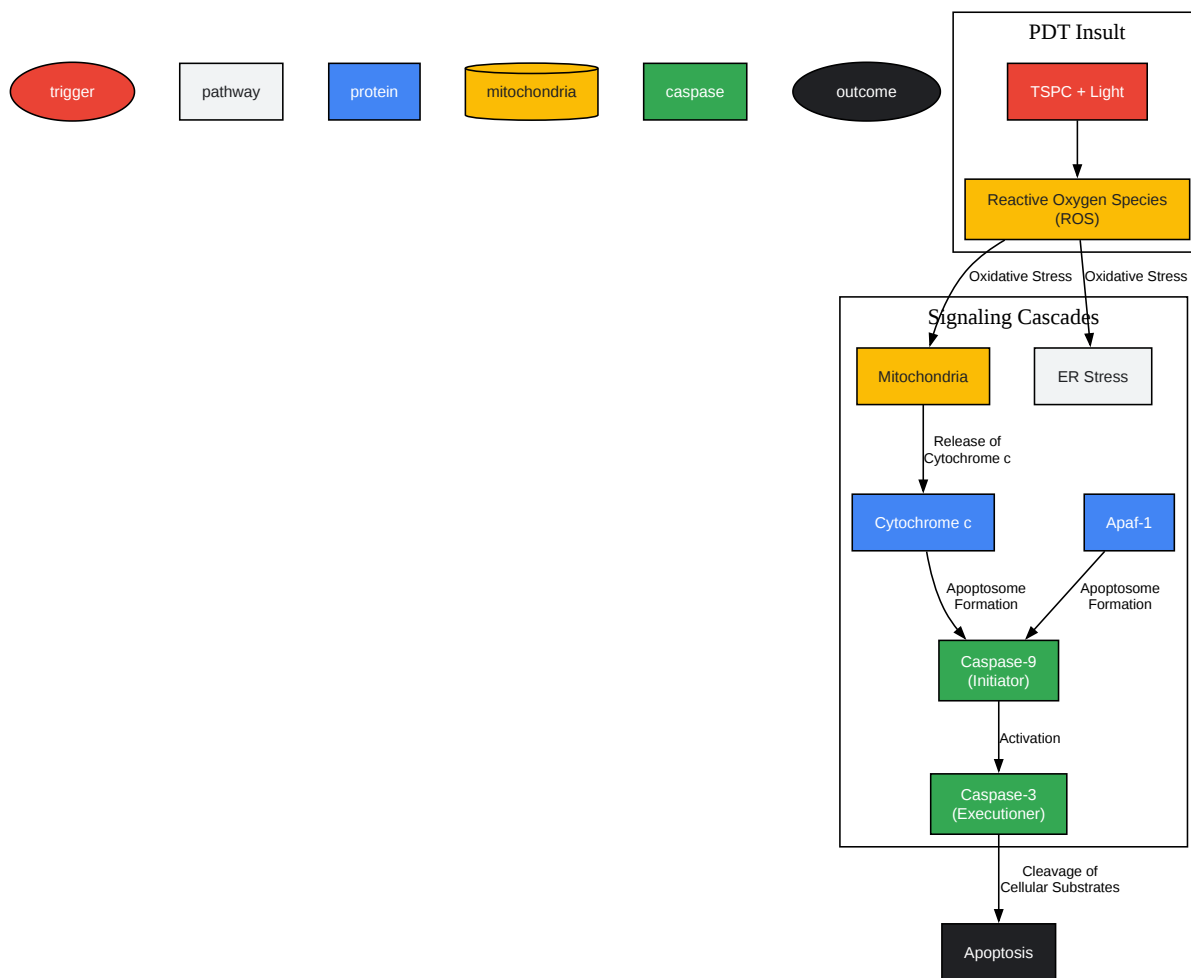 PDT Insult
trigger
pathway
protein
mitochondria
caspase
outcome
TSPC + Light
Reactive Oxygen Species
(ROS)
Oxidative Stress
Oxidative Stress
Signaling Cascades
Mitochondria
ER Stress
Release of
Cytochrome c
Cytochrome c
Apaf-1
Apoptosome
Formation
Apoptosome
Formation
Caspase-9
(Initiator)
Activation
Caspase-3
(Executioner)
Cleavage of
Cellular Substrates
Apoptosis